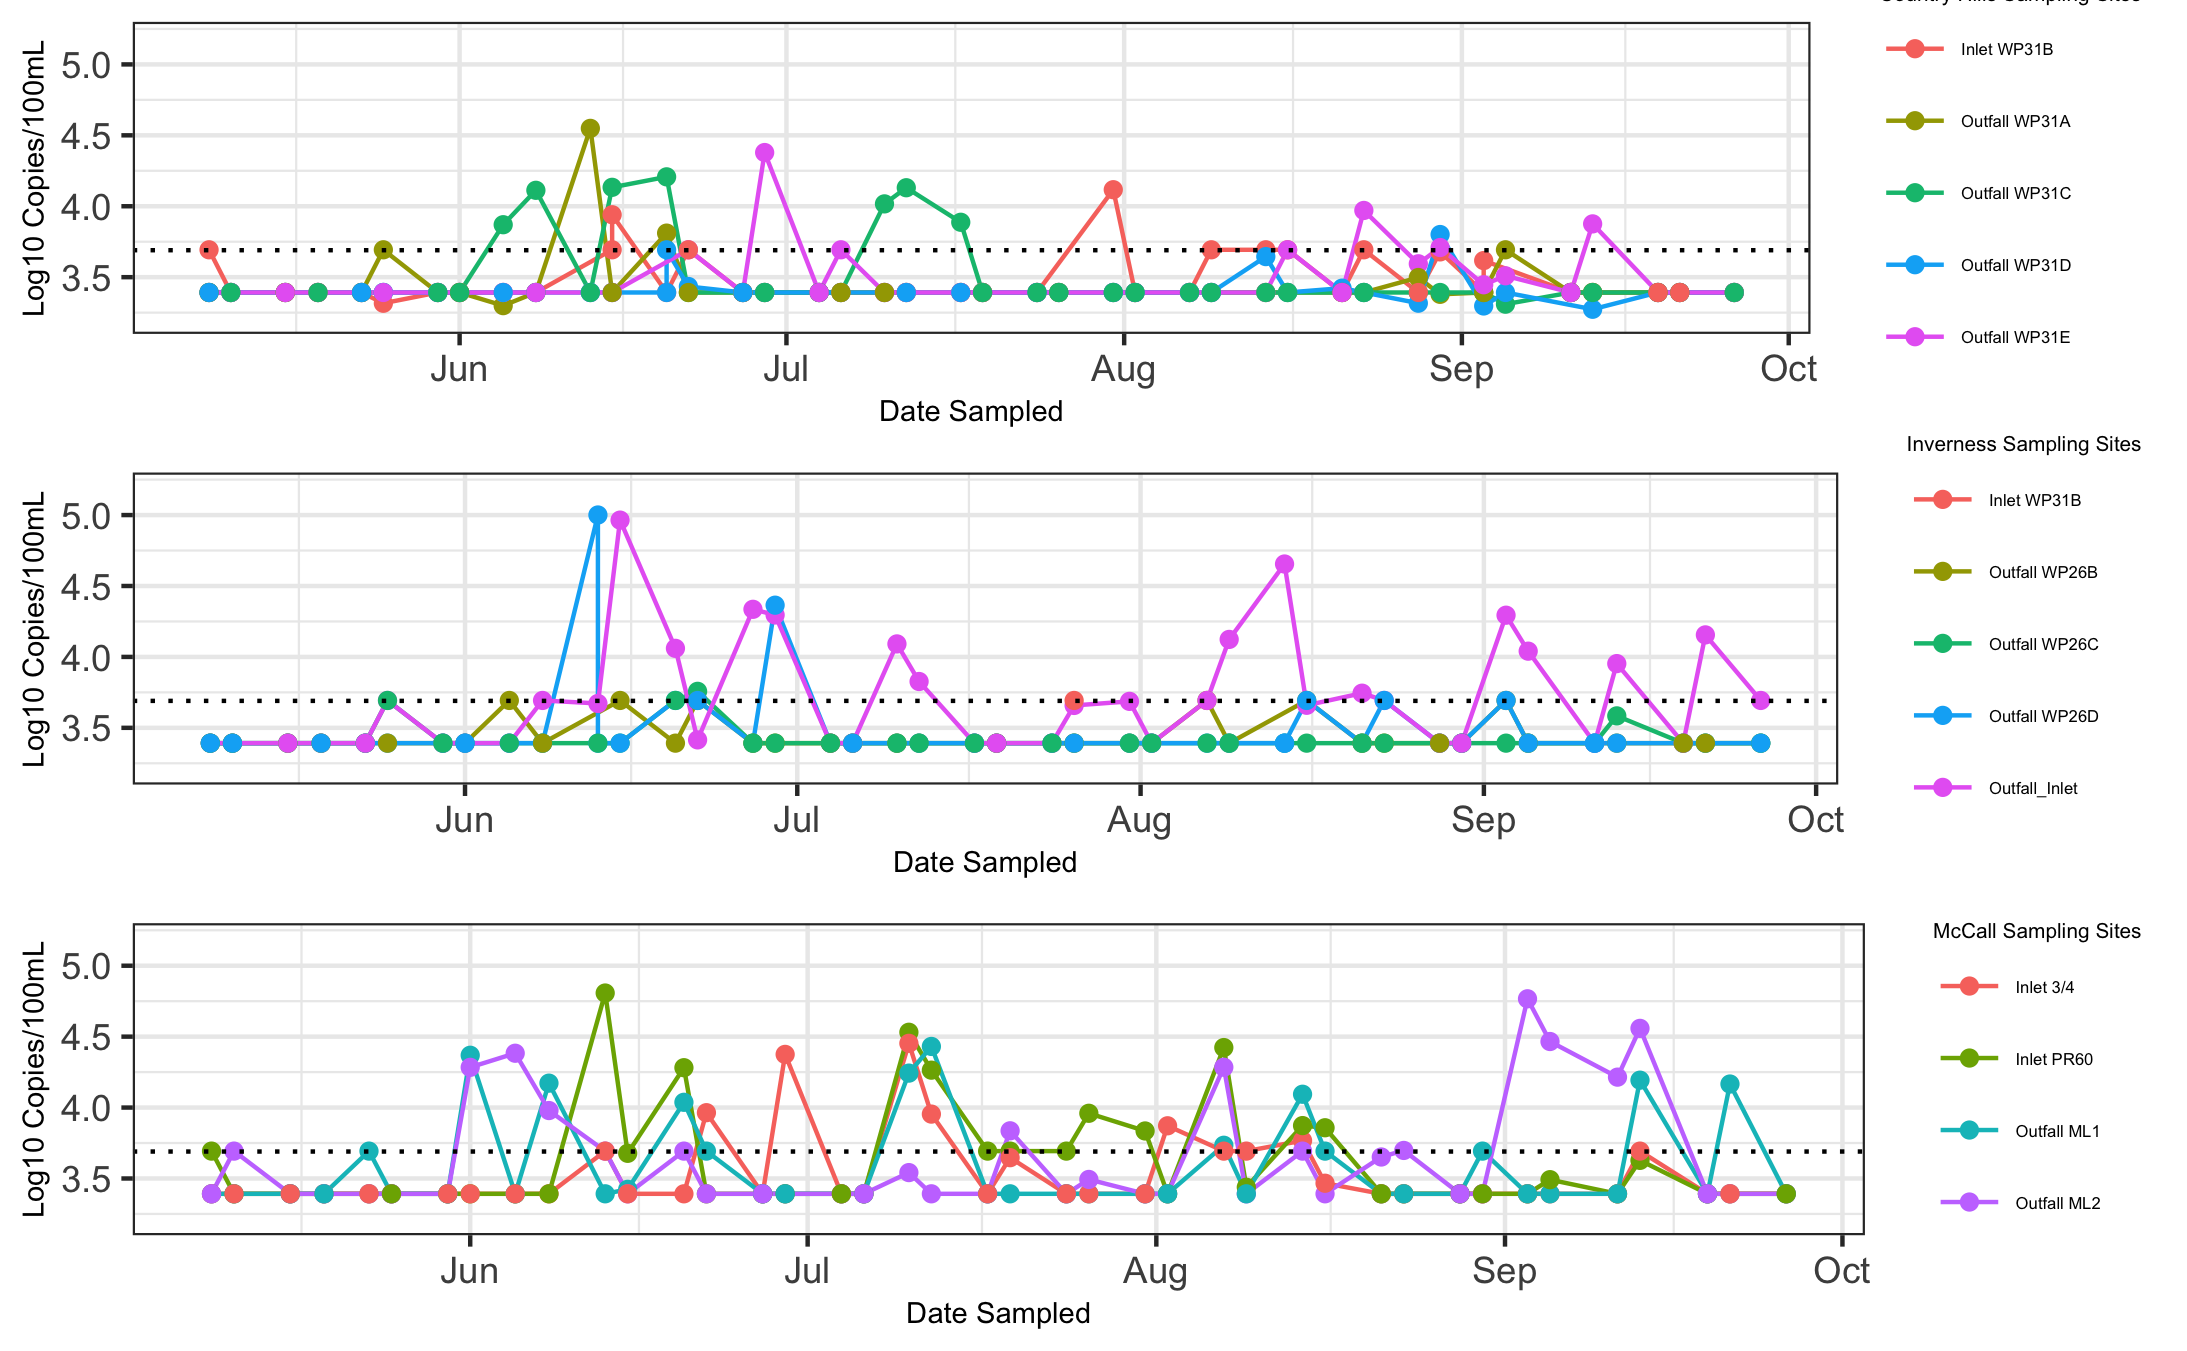 Country Hills Sampling Sites
Log10 Copies/100mL
5.0
4.5
4.0
3.5
Jun Jul Aug Sep Oct
Date Sampled
Inlet WP31B
Outfall WP31A
Outfall WP31C
Outfall WP31D
Outfall WP31E
Inverness Sampling Sites
Log10 Copies/100mL
5.0
4.5
4.0
3.5
Jun Jul Aug Sep Oct
Date Sampled
Inlet WP31B
Outfall WP26B
Outfall WP26C
Outfall WP26D
Outfall_Inlet
McCall Sampling Sites
Log10 Copies/100mL
5.0
4.5
4.0
3.5
Jun Jul Aug Sep Oct
Date Sampled
Inlet 3/4
Inlet PR60
Outfall ML1
Outfall ML2